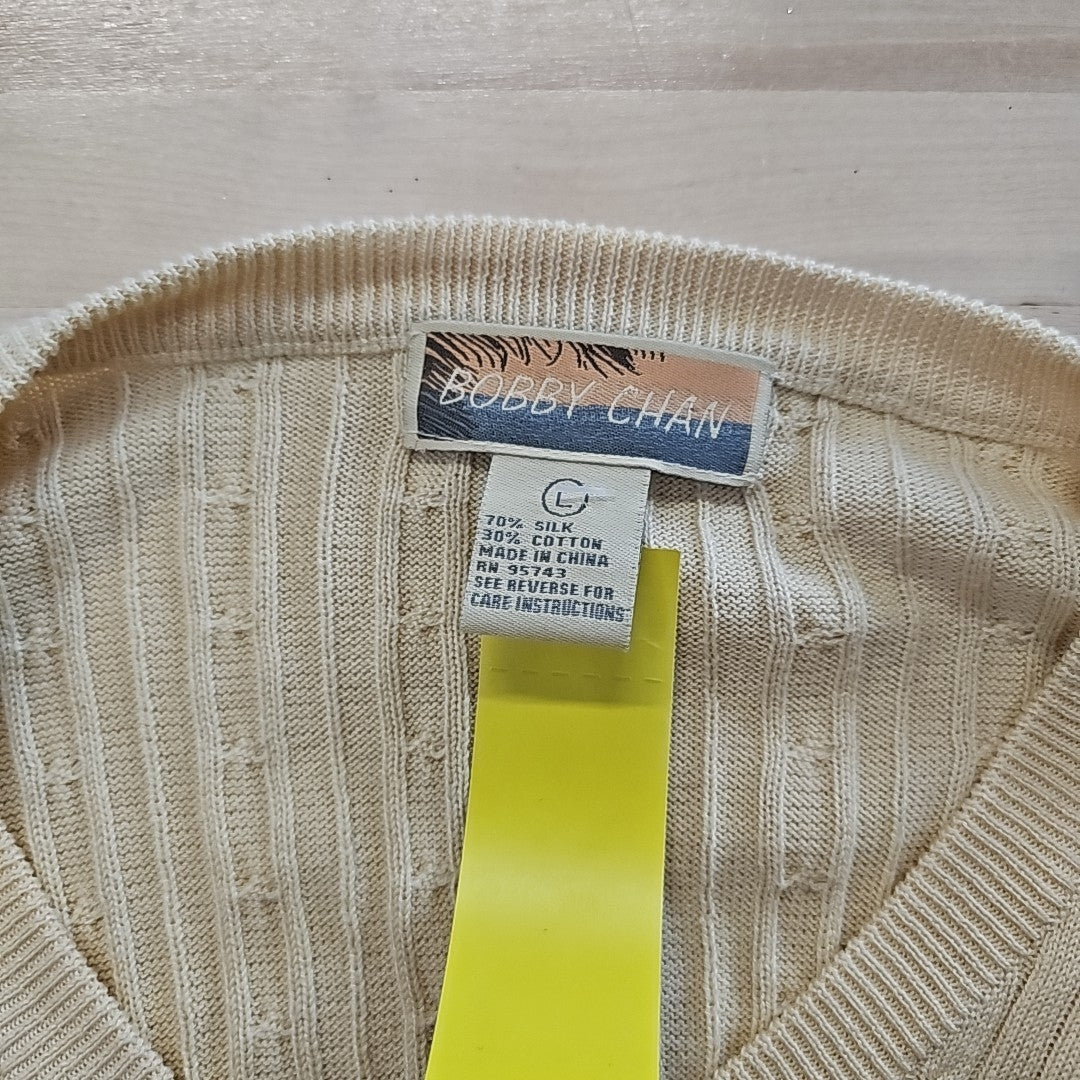 BOBBY CHAN
L
70% SILK
30% COTTON
MADE IN CHINA
RN 95743
SEE REVERSE FOR
CARE INSTRUCTIONS